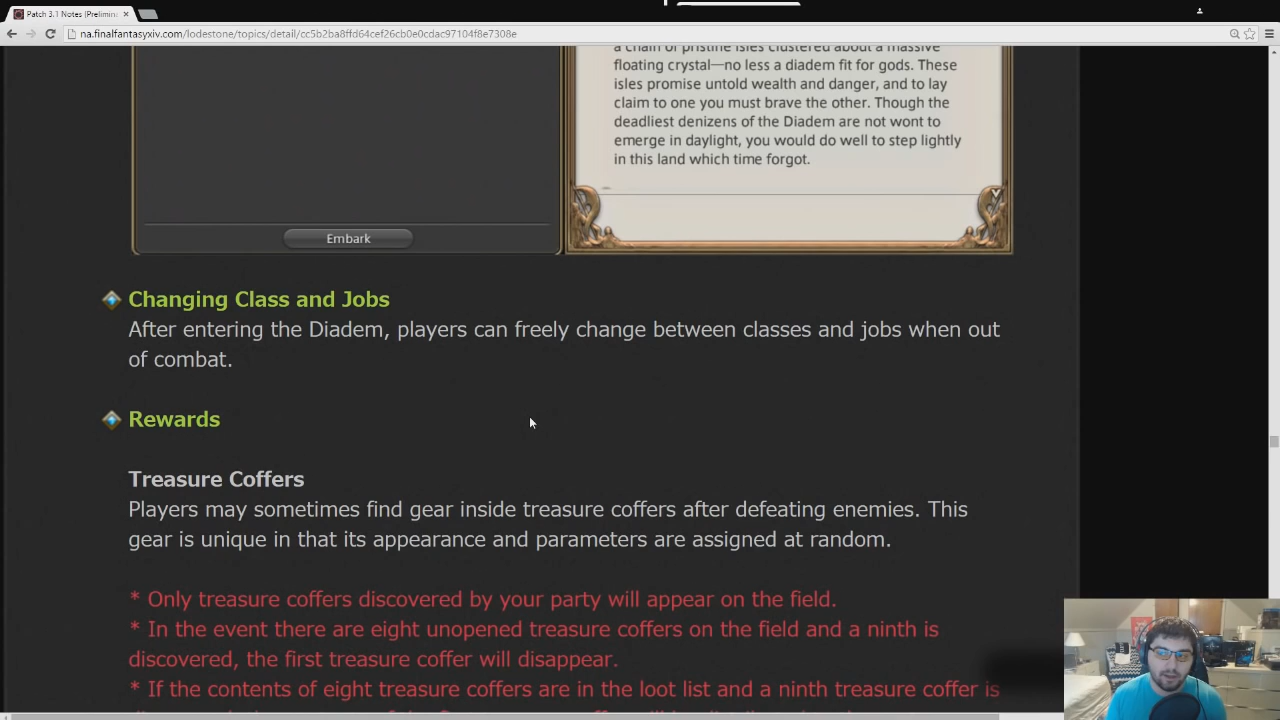 Patch 3.1 Notes (Prelimin
na.finalfantasyxiv.com/lodestone/topics/detail/cc5b2ba8ffd64cef26cb0e0cdac97104f8e7308e
a chain of pristine isles clustered about a massive
floating crystal—no less a diadem fit for gods. These
isles promise untold wealth and danger, and to lay
claim to one you must brave the other. Though the
deadliest denizens of the Diadem are not wont to
emerge in daylight, you would do well to step lightly
in this land which time forgot.
Embark
Changing Class and Jobs
After entering the Diadem, players can freely change between classes and jobs when out
of combat.
Rewards
Treasure Coffers
Players may sometimes find gear inside treasure coffers after defeating enemies. This
gear is unique in that its appearance and parameters are assigned at random.
* Only treasure coffers discovered by your party will appear on the field.
* In the event there are eight unopened treasure coffers on the field and a ninth is
discovered, the first treasure coffer will disappear.
* If the contents of eight treasure coffers are in the loot list and a ninth treasure coffer is